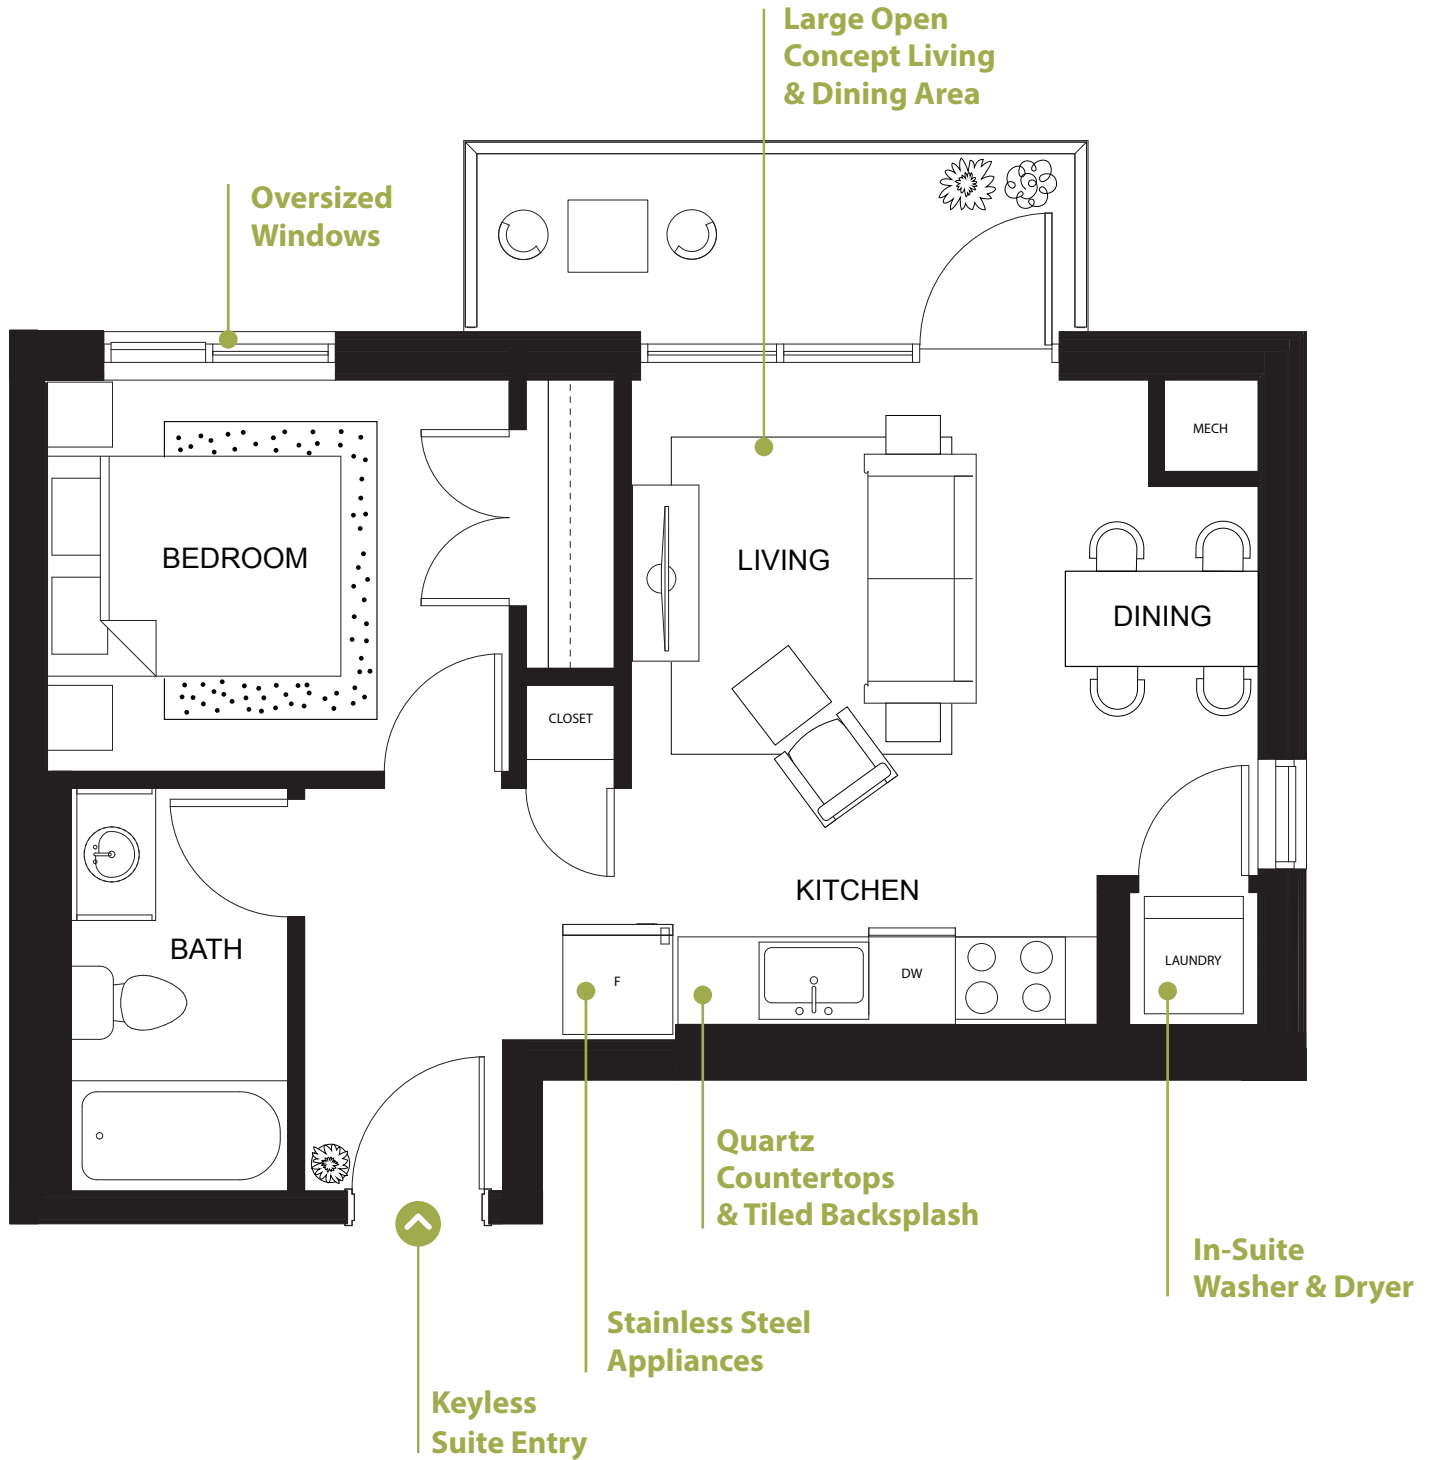 Large Open
Concept Living
& Dining Area
Oversized
Windows
MECH
BEDROOM
LIVING
DINING
CLOSET
KITCHEN
BATH
F
DW
LAUNDRY
Quartz
Countertops
& Tiled Backsplash
In-Suite
Washer & Dryer
Stainless Steel
Appliances
Keyless
Suite Entry